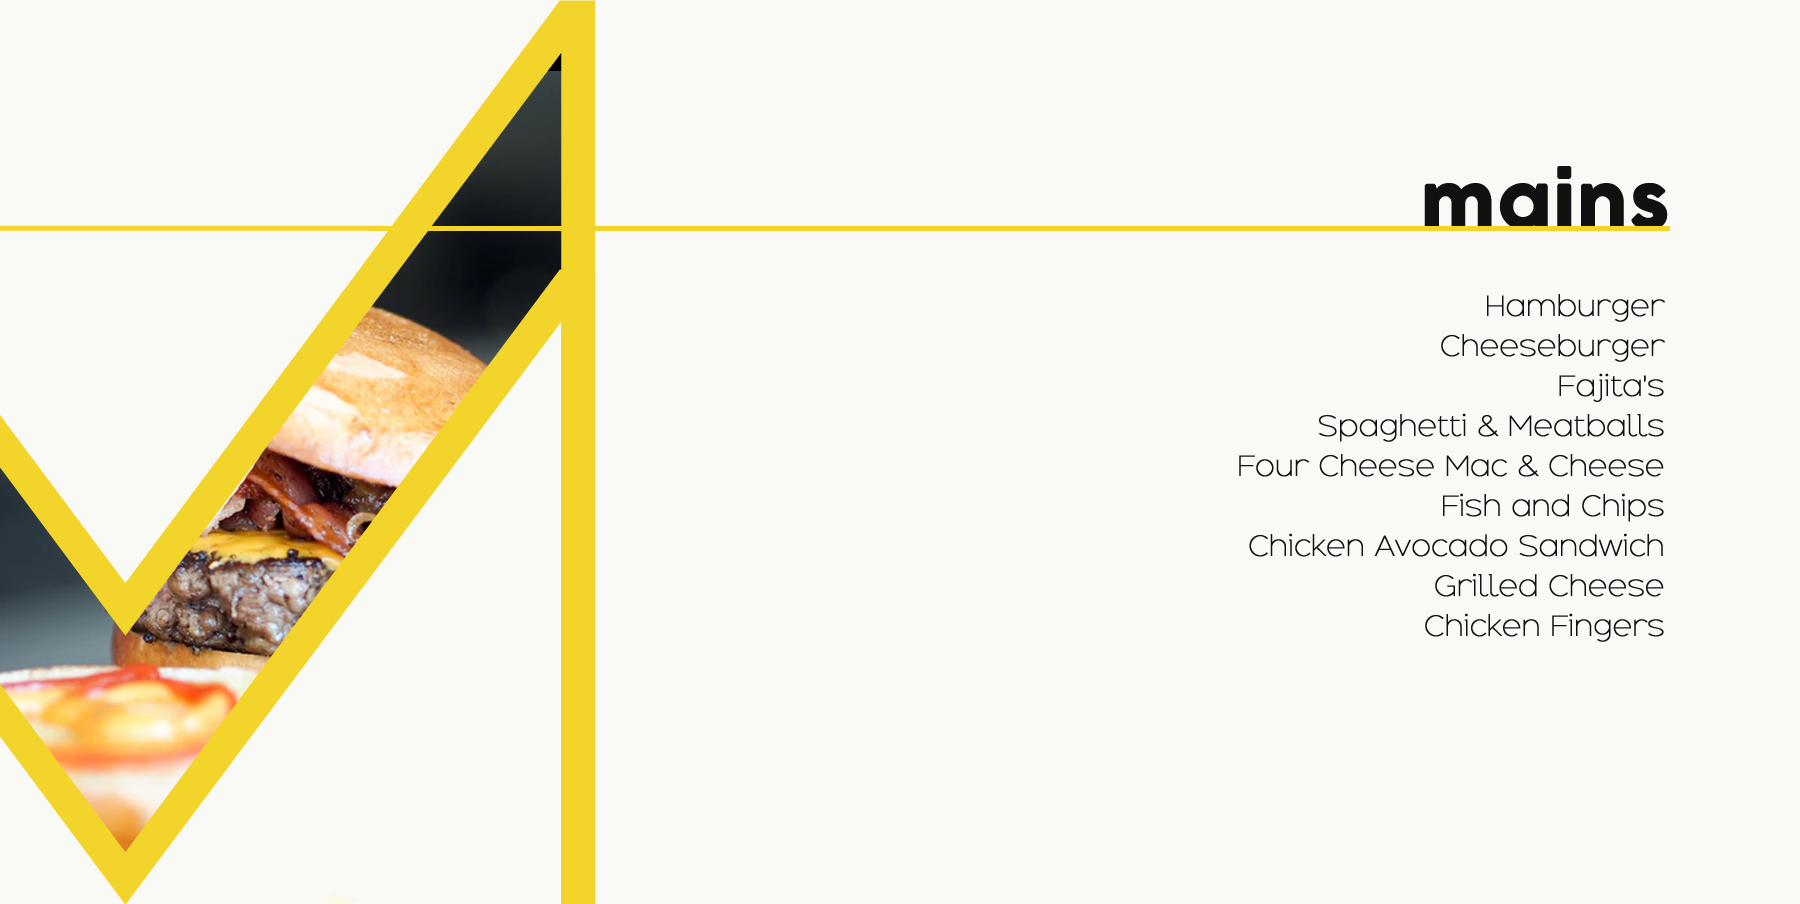 mains
Hamburger
Cheeseburger
Fajita's
Spaghetti & Meatballs
Four Cheese Mac & Cheese
Fish and Chips
Chicken Avocado Sandwich
Grilled Cheese
Chicken Fingers